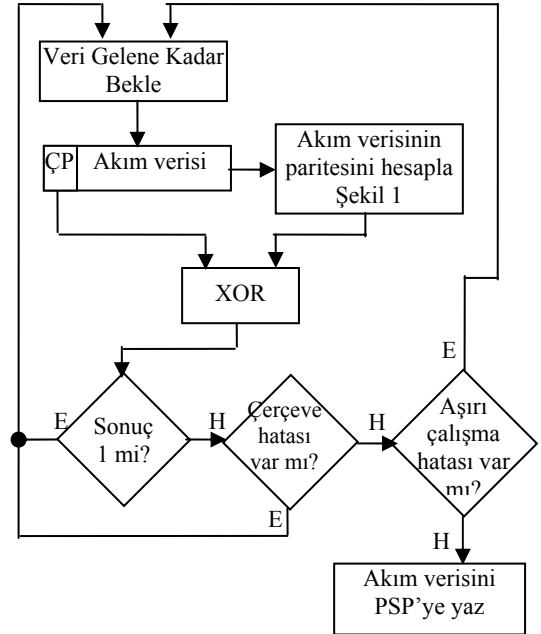 Veri Gelene Kadar
Bekle
ÇP
Akım verisi
Akım verisinin
paritesini hesapla
Şekil 1
XOR
E
Sonuç
1 mi?
H
Çerçeve
hatası
var mı?
E
H
Aşırı
çalışma
hatası var
mı?
E
H
Akım verisini
PSP’ye yaz